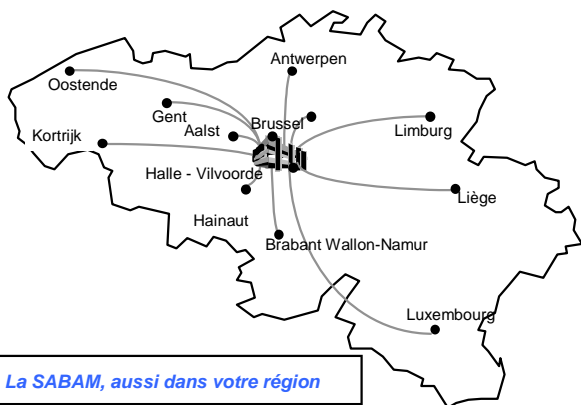 Antwerpen
Oostende
Gent
Brussel
Aalst
Limburg
Kortrijk
Halle - Vilvoorde
Liège
Hainaut
Brabant Wallon-Namur
Luxembourg
La SABAM, aussi dans votre région